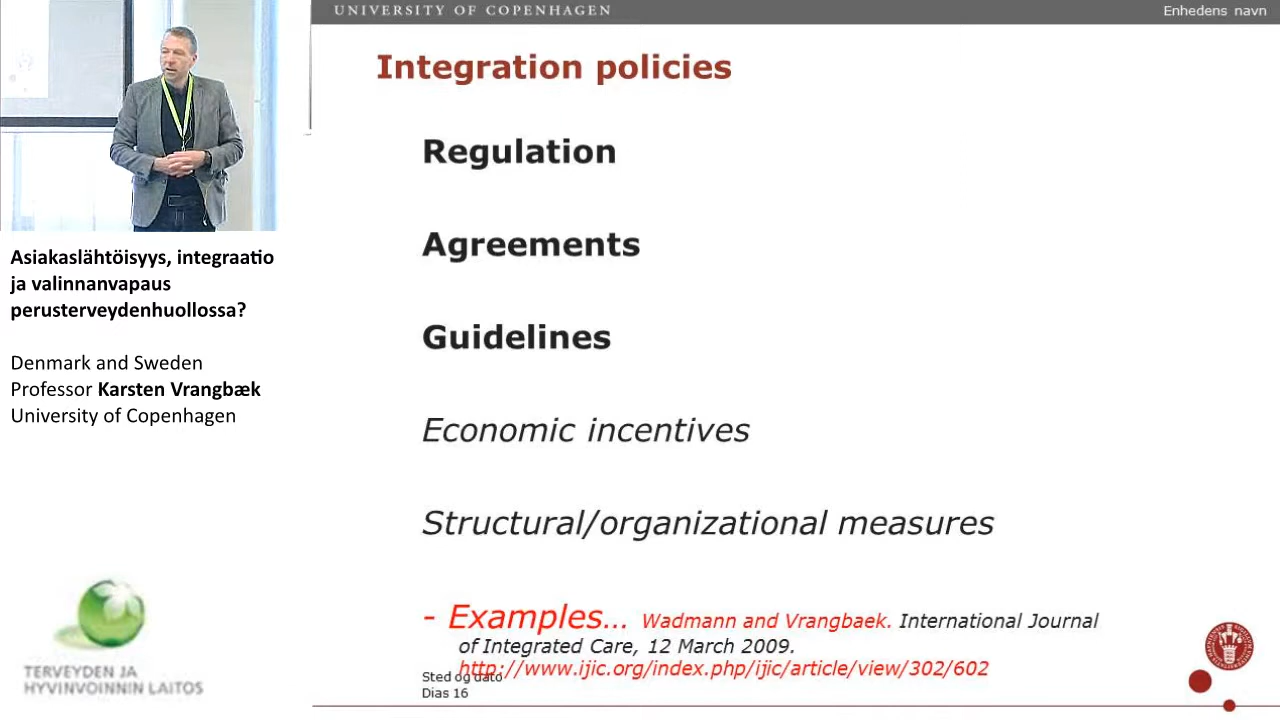 UNIVERSITY OF COPENHAGEN
Enhedens navn
Integration policies
Regulation
Agreements
Guidelines
Economic incentives
Structural/organizational measures
- Examples... Wadmann and Vrangbaek. International Journal
of Integrated Care, 12 March 2009.
http://www.ijic.org/index.php/ijic/article/view/302/602
Sted og dato
Dias 16
Asiakaslähtöisyys, integraatio
ja valinnanvapaus
perusterveydenhuollossa?
Denmark and Sweden
Professor Karsten Vrangbæk
University of Copenhagen
TERVEYDEN JA
HYVINVOINNIN LAITOS